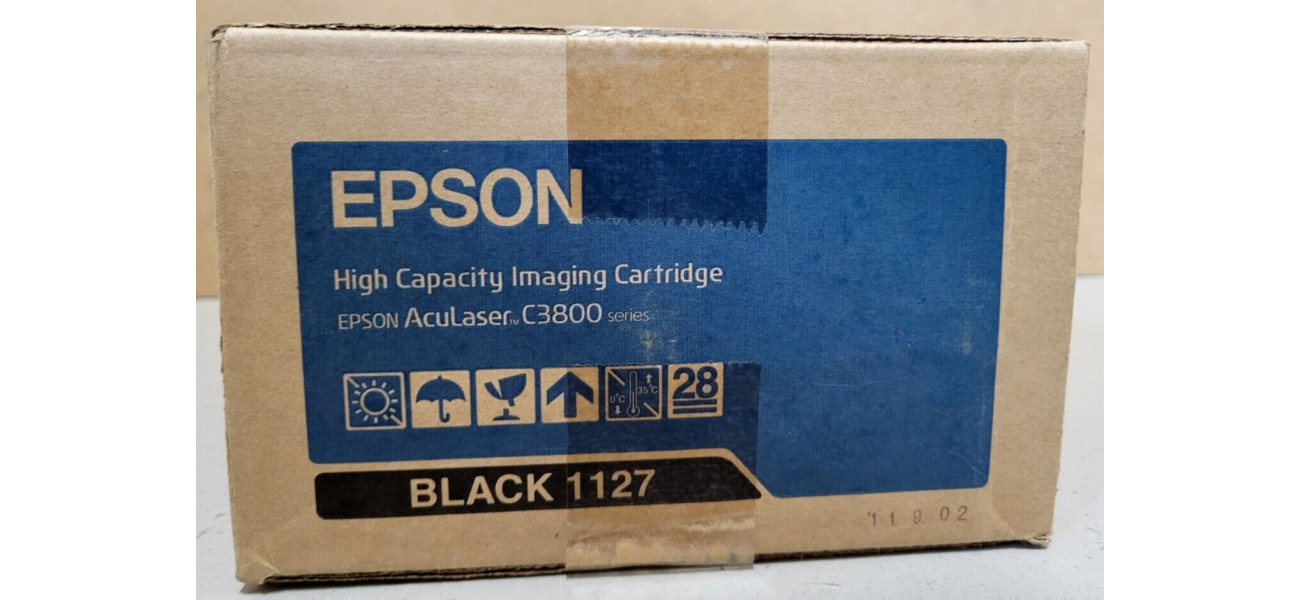 EPSON
High Capacity Imaging Cartridge
EPSON AcuLaser™ C3800 series
0°C 35°C 28
BLACK 1127
'11. 9. 02